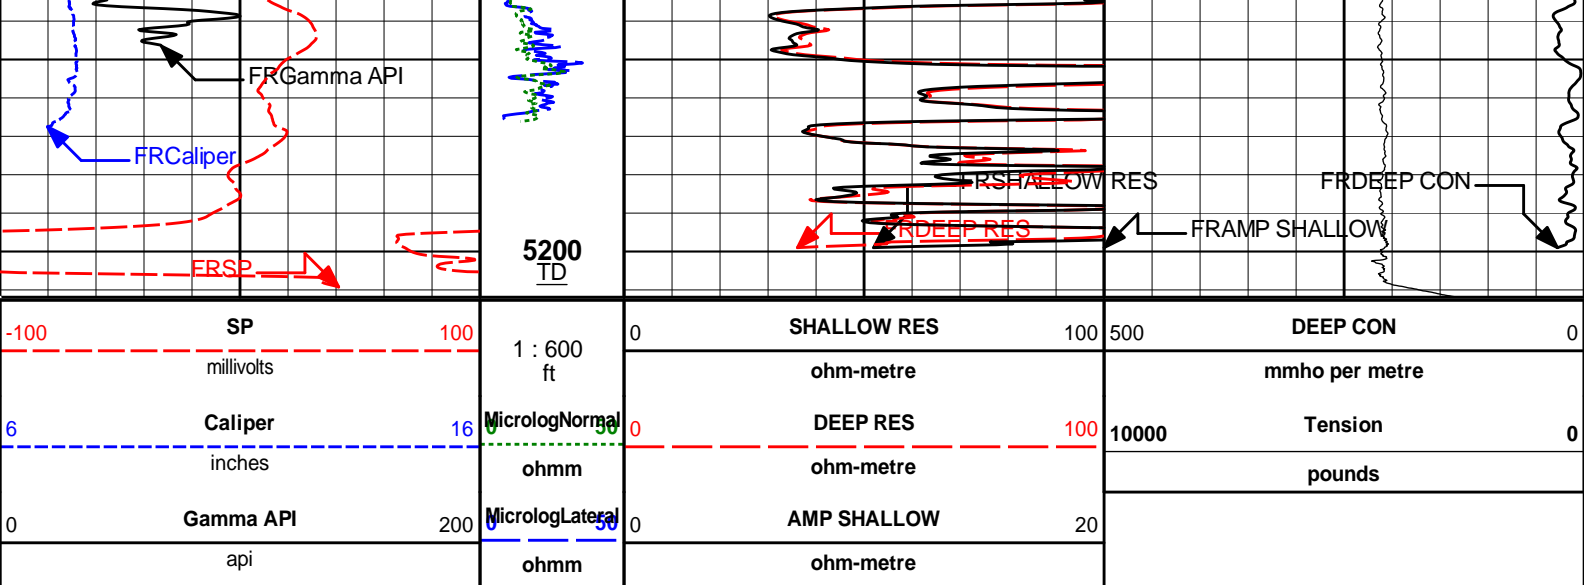 FRGamma API
FRCaliper
FRSHALLOW RES
FRDEEP CON
FRDEEP RES
FRAMP SHALLOW
5200
TD
FRSP
-100 SP 100
millivolts
6 Caliper 16
inches
0 Gamma API 200
api
1 : 600
ft
MicrologNormal
0 50
ohmm
MicrologLateral
0 50
ohmm
0 SHALLOW RES 100
ohm-metre
0 DEEP RES 100
ohm-metre
0 AMP SHALLOW 20
ohm-metre
500 DEEP CON 0
mmho per metre
10000 Tension 0
pounds